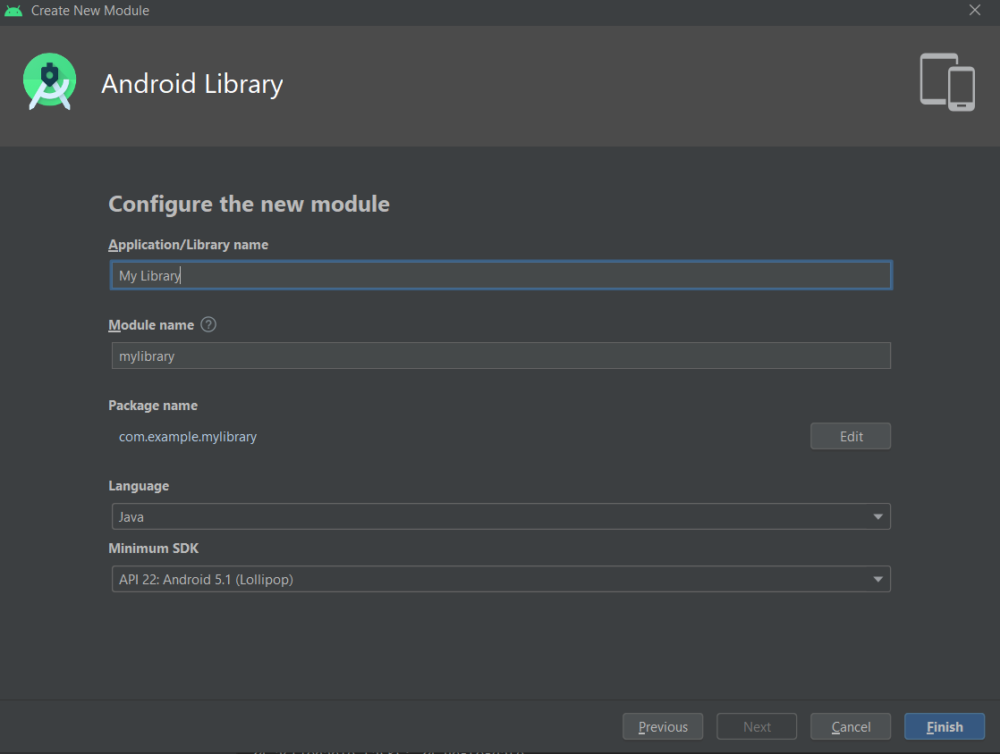 Create New Module
Android Library
Configure the new module
Application/Library name
My Library
Module name ?
mylibrary
Package name
com.example.mylibrary
Edit
Language
Java
Minimum SDK
API 22: Android 5.1 (Lollipop)
Previous Next Cancel Finish